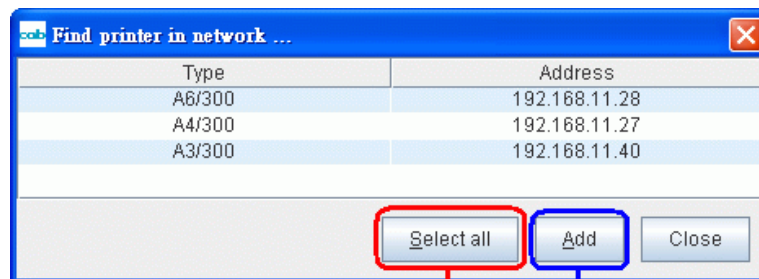 cab Find printer in network ...
Type Address
A6/300 192.168.11.28
A4/300 192.168.11.27
A3/300 192.168.11.40
Select all Add Close